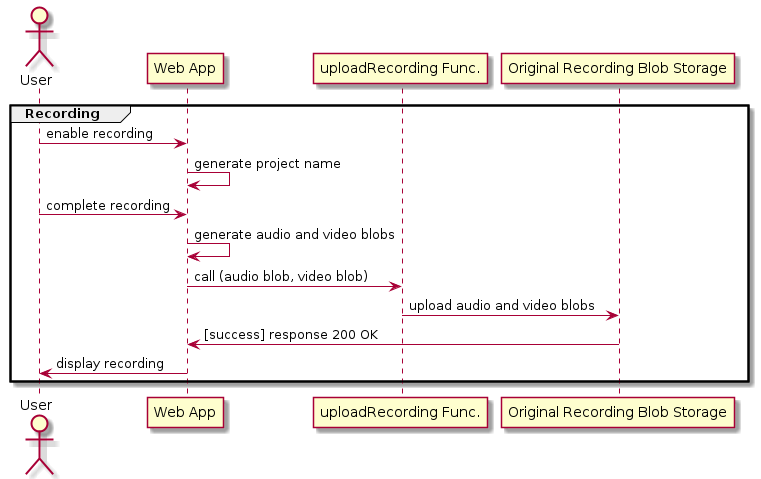 User
Web App
uploadRecording Func.
Original Recording Blob Storage
Recording
enable recording
generate project name
complete recording
generate audio and video blobs
call (audio blob, video blob)
upload audio and video blobs
[success] response 200 OK
display recording
User
Web App
uploadRecording Func.
Original Recording Blob Storage